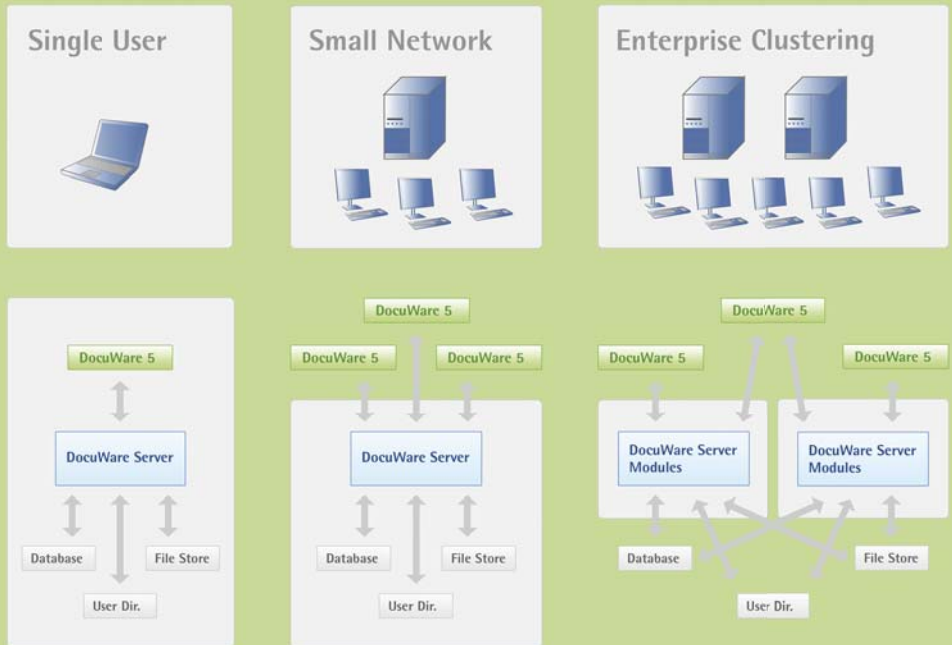 Single User
Small Network
Enterprise Clustering
DocuWare 5
DocuWare Server
Database
File Store
User Dir.
DocuWare 5
DocuWare 5
DocuWare 5
DocuWare Server
Database
File Store
User Dir.
DocuWare 5
DocuWare 5
DocuWare 5
DocuWare Server
Modules
DocuWare Server
Modules
Database
File Store
User Dir.